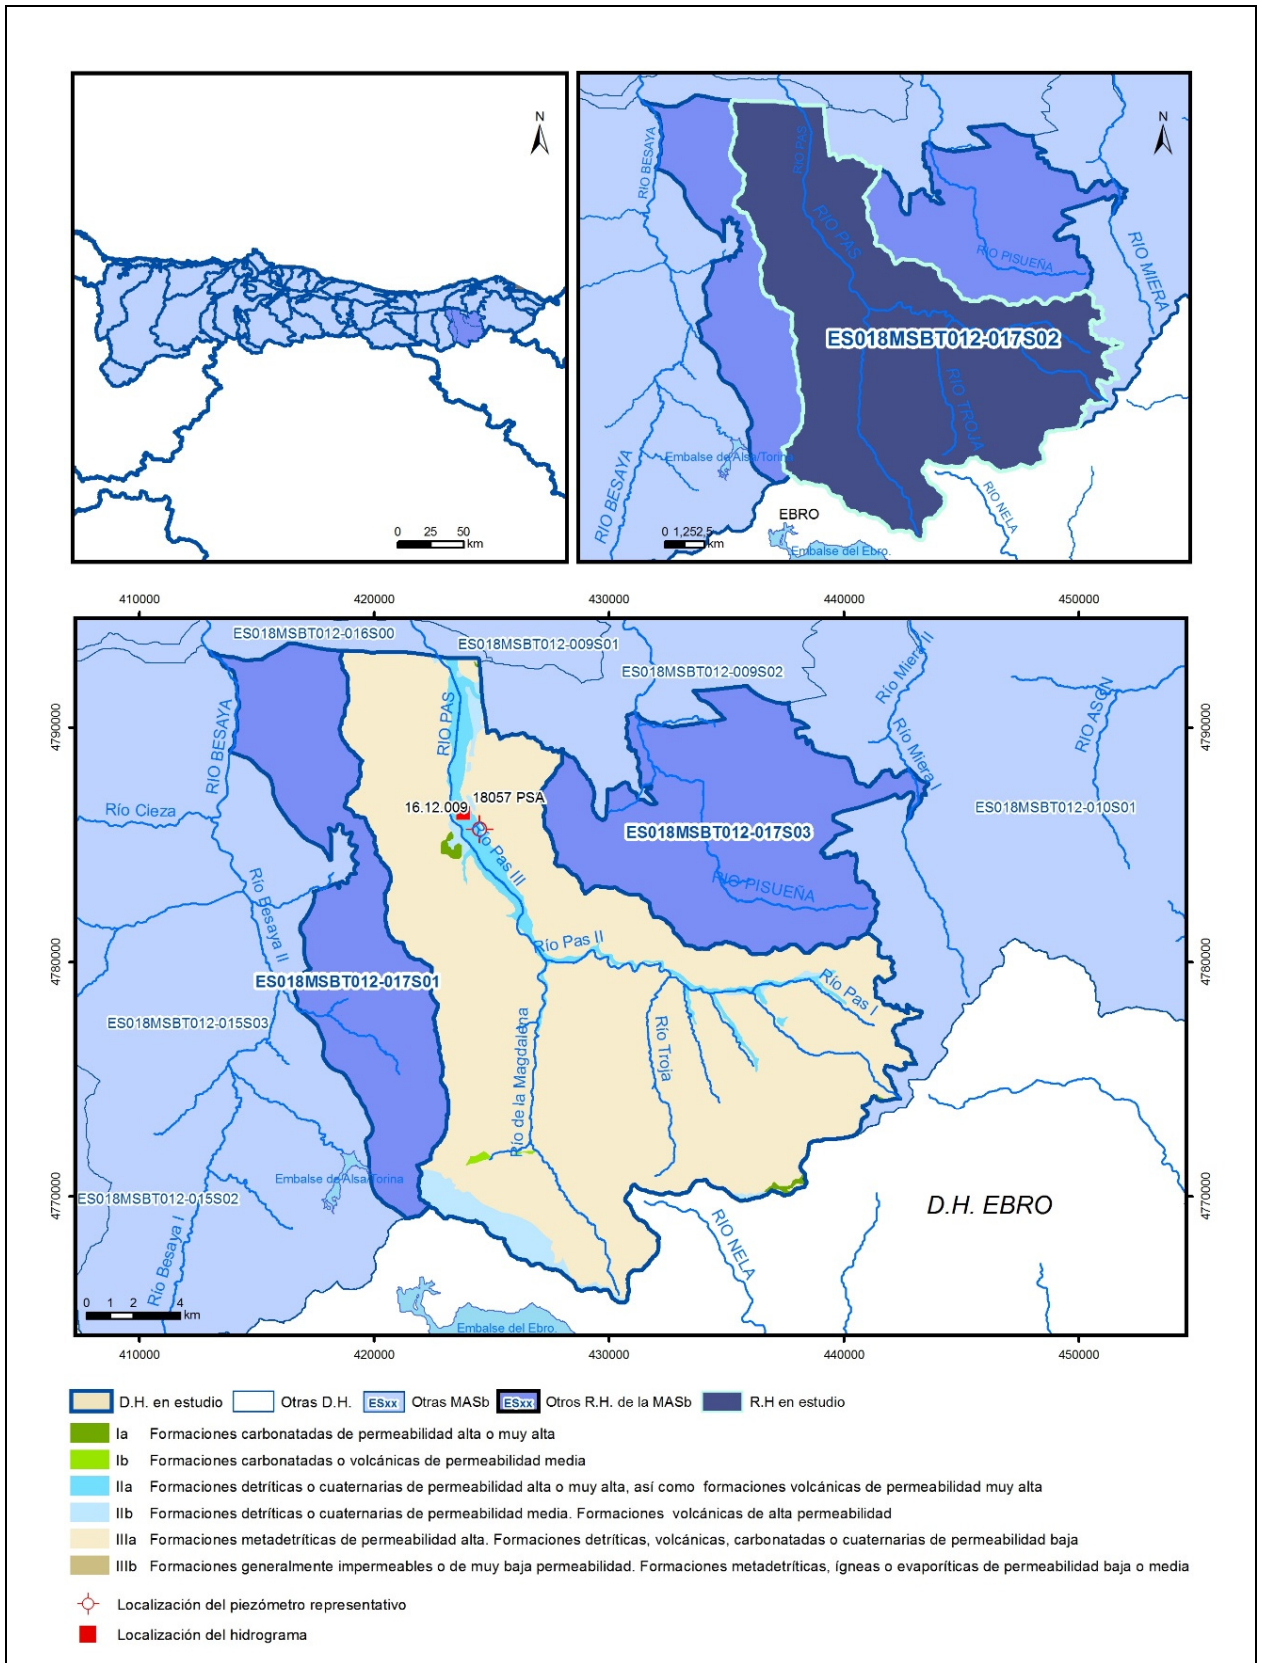 N
0 25 50
km
N
RIO BESAYA
RIO PAS
RIO PAS
RIO PISUEÑA
RIO MIERA
ES018MSBT012-017S02
RIO TROJA
Embalse de Alsa/Torina
RIO BESAYA
EBRO
RIO NELA
Embalse del Ebro.
0 1,252,5
km
410000 420000 430000 440000 450000
ES018MSBT012-016S00
ES018MSBT012-009S01
ES018MSBT012-009S02
Río Miera II
RIO ASON
4790000
4790000
RIO BESAYA
RIO PAS
Río Miera I
18057 PSA
16.12.009
Río Cieza
ES018MSBT012-010S01
ES018MSBT012-017S03
Río Pas III
RIO PISUEÑA
Río Besaya II
Río Pas II
4780000
4780000
ES018MSBT012-017S01
Río Pas I
ES018MSBT012-015S03
Río de la Magdalena
Río Troja
Embalse de Alsa/Torina
ES018MSBT012-015S02
4770000
4770000
D.H. EBRO
RIO NELA
Río Besaya I
0 1 2 4
km
Embalse del Ebro.
410000 420000 430000 440000 450000
D.H. en estudio Otras D.H. ESxx Otras MASb ESxx Otros R.H. de la MASb R.H en estudio
Ia Formaciones carbonatadas de permeabilidad alta o muy alta
Ib Formaciones carbonatadas o volcánicas de permeabilidad media
IIa Formaciones detríticas o cuaternarias de permeabilidad alta o muy alta, así como formaciones volcánicas de permeabilidad muy alta
IIb Formaciones detríticas o cuaternarias de permeabilidad media. Formaciones volcánicas de alta permeabilidad
IIIa Formaciones metadetríticas de permeabilidad alta. Formaciones detríticas, volcánicas, carbonatadas o cuaternarias de permeabilidad baja
IIIb Formaciones generalmente impermeables o de muy baja permeabilidad. Formaciones metadetríticas, ígneas o evaporíticas de permeabilidad baja o media
Localización del piezómetro representativo
Localización del hidrograma